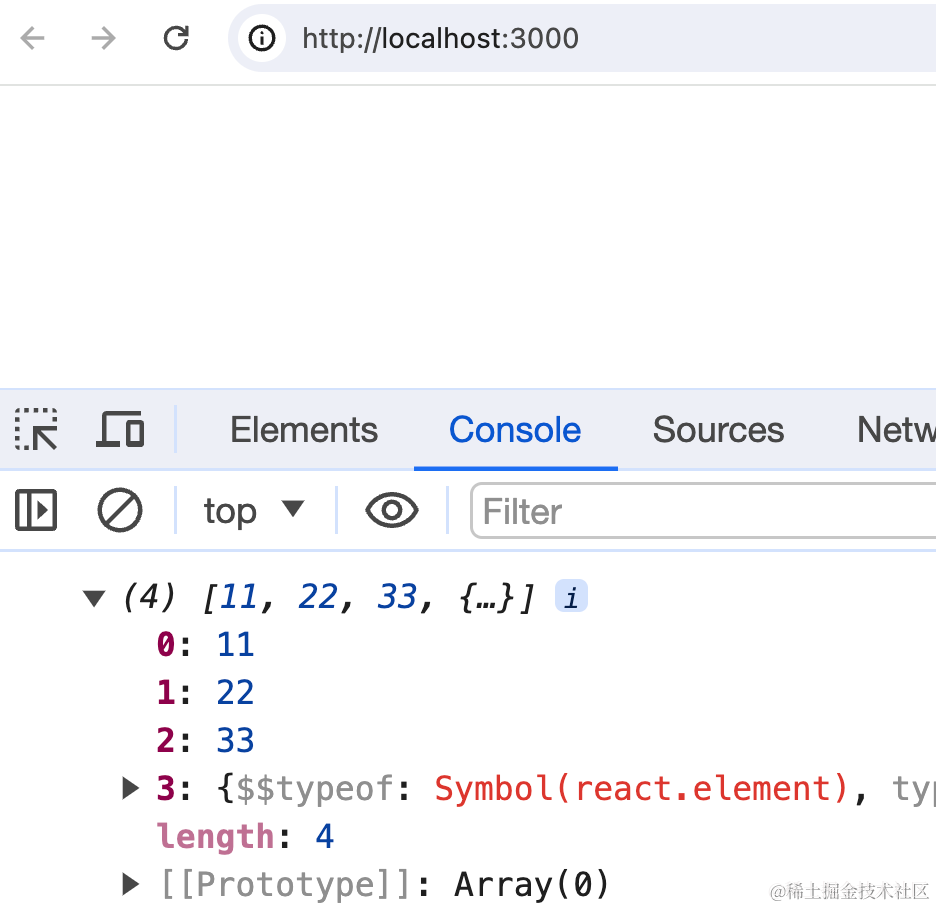 http://localhost:3000
Elements Console Sources Netw
top Filter
(4) [11, 22, 33, {…}] i
0: 11
1: 22
2: 33
3: {$$typeof: Symbol(react.element), typ
length: 4
[[Prototype]]: Array(0)
@稀土掘金技术社区